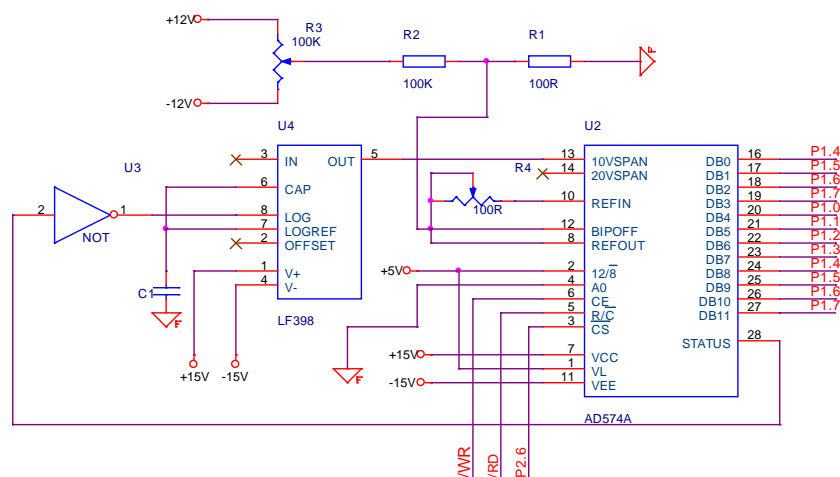 +12V
R3
100K
R2
100K
R1
100R
-12V
U4
U2
U3
3 IN OUT 5
6 CAP
8 LOG
7 LOGREF
2 OFFSET
1 V+
4 V-
LF398
2
1
NOT
C1
+15V
-15V
R4
100R
13 10VSPAN
14 20VSPAN
10 REFIN
12 BIPOFF
8 REFOUT
2 12/8
4 A0
6 CE
5 R/C
3 CS
7 VCC
1 VL
11 VEE
+5V
+15V
-15V
DB0 16 P1.4
DB1 17 P1.5
DB2 18 P1.6
DB3 19 P1.7
DB4 20 P1.0
DB5 21 P1.1
DB6 22 P1.2
DB7 23 P1.3
DB8 24 P1.4
DB9 25 P1.5
DB10 26 P1.6
DB11 27 P1.7
STATUS 28
AD574A
/WR
/RD
P2.6